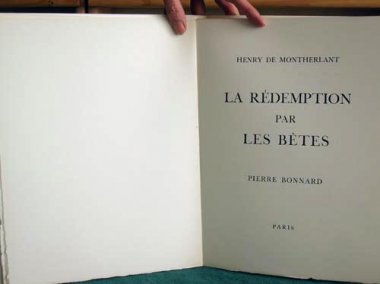 HENRY DE MONTHERLANT
LA RÉDEMPTION
PAR
LES BÊTES
PIERRE BONNARD
PARIS